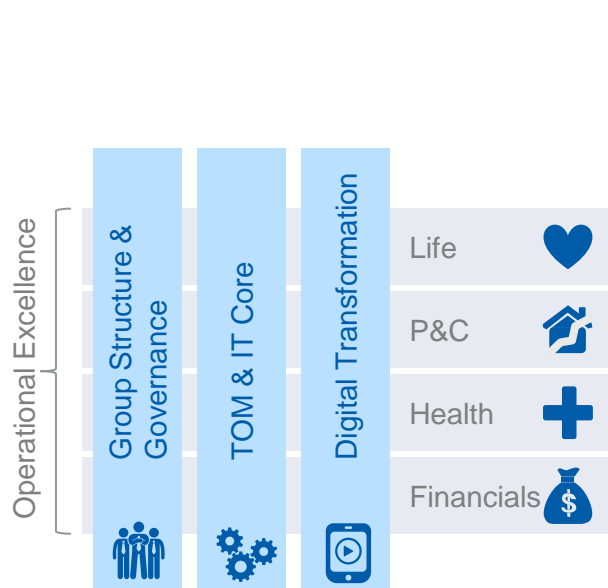 Operational Excellence
Group Structure &
Governance
TOM & IT Core
Digital Transformation
Life
P&C
Health
Financials
$